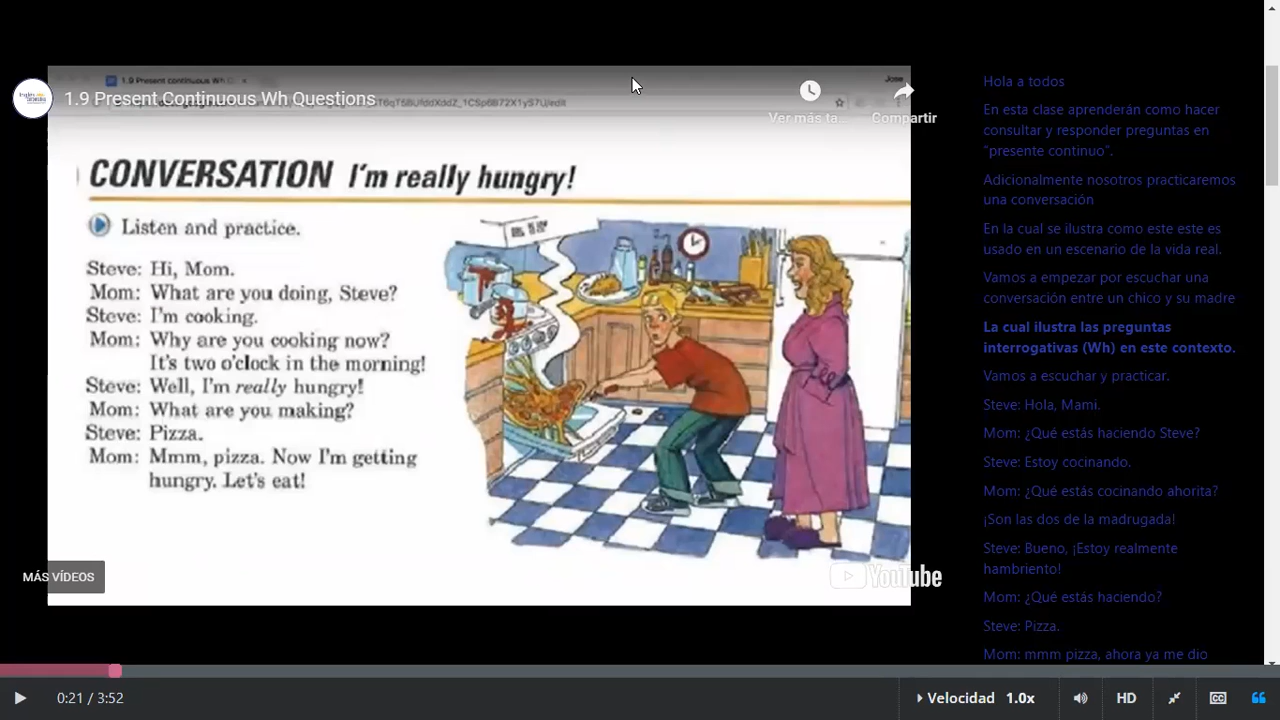 1.9 Present Continuous Wh Questions
Jose
Ver más ta...
Compartir
CONVERSATION I'm really hungry!
Listen and practice.
Steve: Hi, Mom.
Mom: What are you doing, Steve?
Steve: I'm cooking.
Mom: Why are you cooking now?
It's two o'clock in the morning!
Steve: Well, I'm really hungry!
Mom: What are you making?
Steve: Pizza.
Mom: Mmm, pizza. Now I'm getting
hungry. Let's eat!
MÁS VÍDEOS
YouTube
Hola a todos
En esta clase aprenderán como hacer
consultar y responder preguntas en
“presente continuo”.
Adicionalmente nosotros practicaremos
una conversación
En la cual se ilustra como este este es
usado en un escenario de la vida real.
Vamos a empezar por escuchar una
conversación entre un chico y su madre
La cual ilustra las preguntas
interrogativas (Wh) en este contexto.
Vamos a escuchar y practicar.
Steve: Hola, Mami.
Mom: ¿Qué estás haciendo Steve?
Steve: Estoy cocinando.
Mom: ¿Qué estás cocinando ahorita?
¡Son las dos de la madrugada!
Steve: Bueno, ¡Estoy realmente
hambriento!
Mom: ¿Qué estás haciendo?
Steve: Pizza.
Mom: mmm pizza, ahora ya me dio
0:21 / 3:52
Velocidad 1.0x
HD
CC